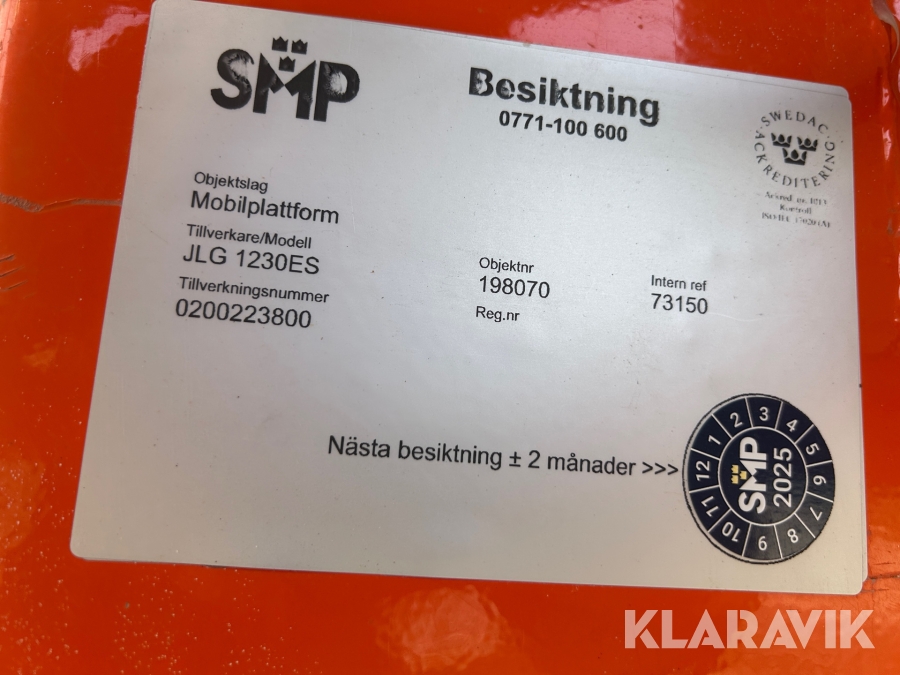 SMP
Besiktning
0771-100 600
SWEDAC
ACKREDITERING
Kontroll
Objektslag
Mobilplattform
Tillverkare/Modell
JLG 1230ES
Tillverkningsnummer
0200223800
Objektnr
198070
Reg.nr
Intern ref
73150
Nästa besiktning ± 2 månader >>>
1 2 3 4 5 6 7 8 9 10 11 12
SMP
2025
KLARAVIK